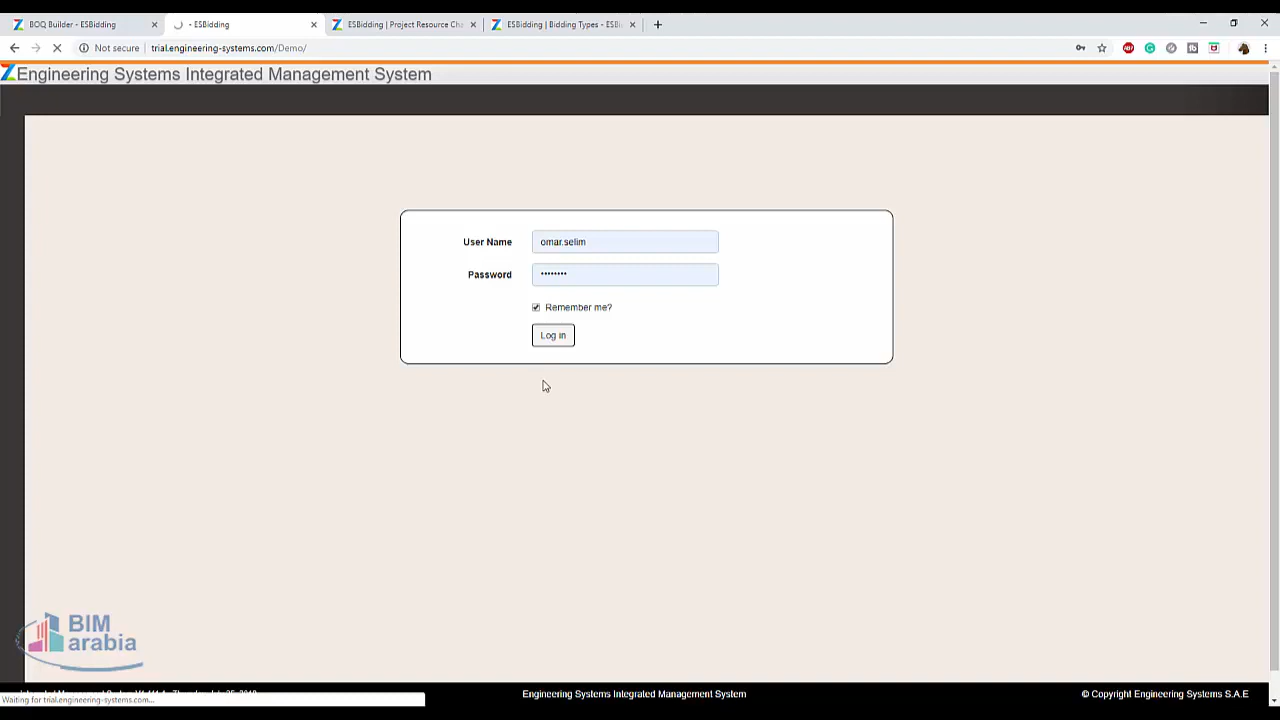 BOQ Builder - ESBidding
- ESBidding
ESBidding | Project Resource Cha
ESBidding | Bidding Types - ESBi
Not secure
trial.engineering-systems.com/Demo/
Engineering Systems Integrated Management System
User Name
omar.selim
Password
••••••••
Remember me?
Log in
BIM
arabia
Waiting for trial.engineering-systems.com...
Engineering Systems Integrated Management System
© Copyright Engineering Systems S.A.E